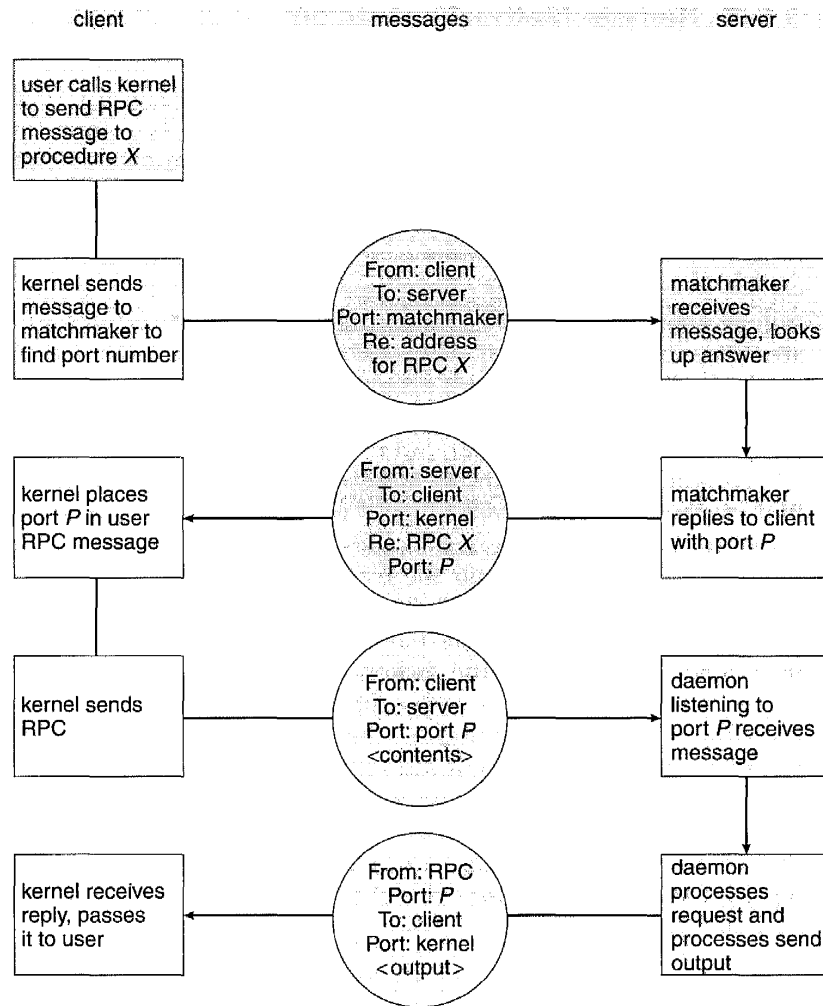 client
messages
server
user calls kernel
to send RPC
message to
procedure X
kernel sends
message to
matchmaker to
find port number
From: client
To: server
Port: matchmaker
Re: address
for RPC X
matchmaker
receives
message, looks
up answer
kernel places
port P in user
RPC message
From: server
To: client
Port: kernel
Re: RPC X
Port: P
matchmaker
replies to client
with port P
kernel sends
RPC
From: client
To: server
Port: port P
<contents>
daemon
listening to
port P receives
message
kernel receives
reply, passes
it to user
From: RPC
Port: P
To: client
Port: kernel
<output>
daemon
processes
request and
processes send
output